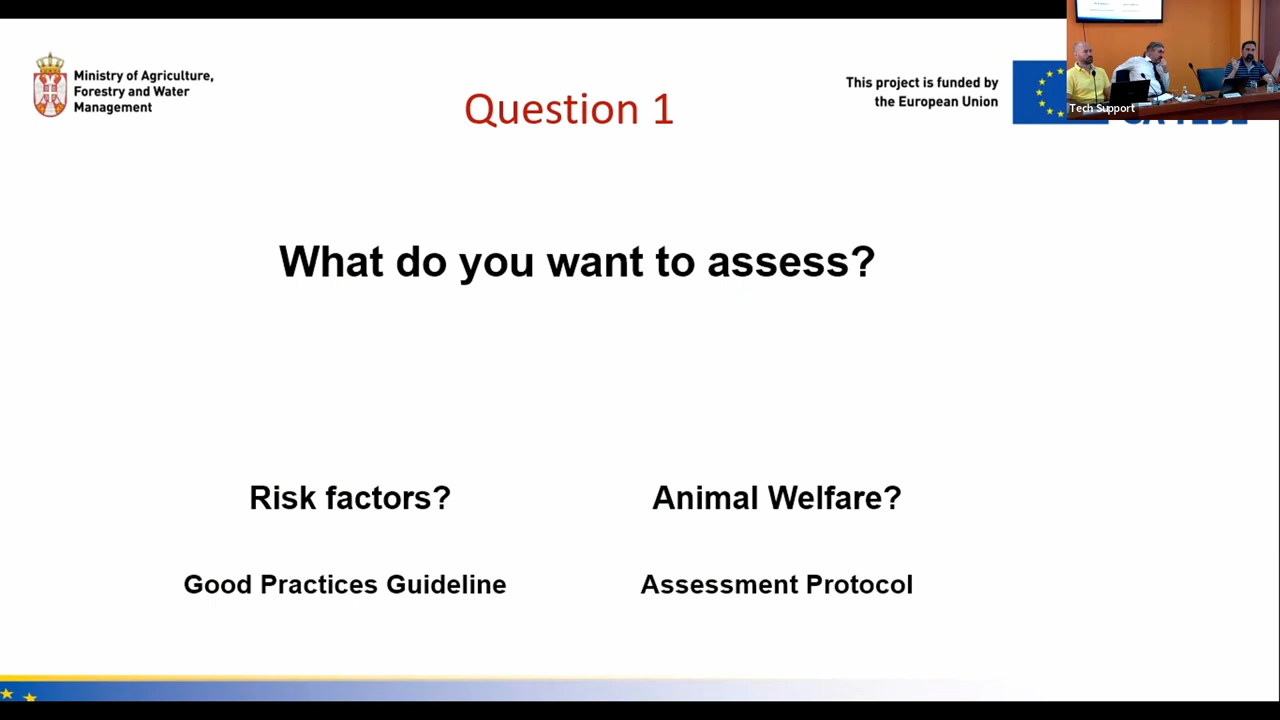 Ministry of Agriculture,
Forestry and Water
Management
Question 1
This project is funded by
the European Union
Tech Support
What do you want to assess?
Risk factors?
Animal Welfare?
Good Practices Guideline
Assessment Protocol